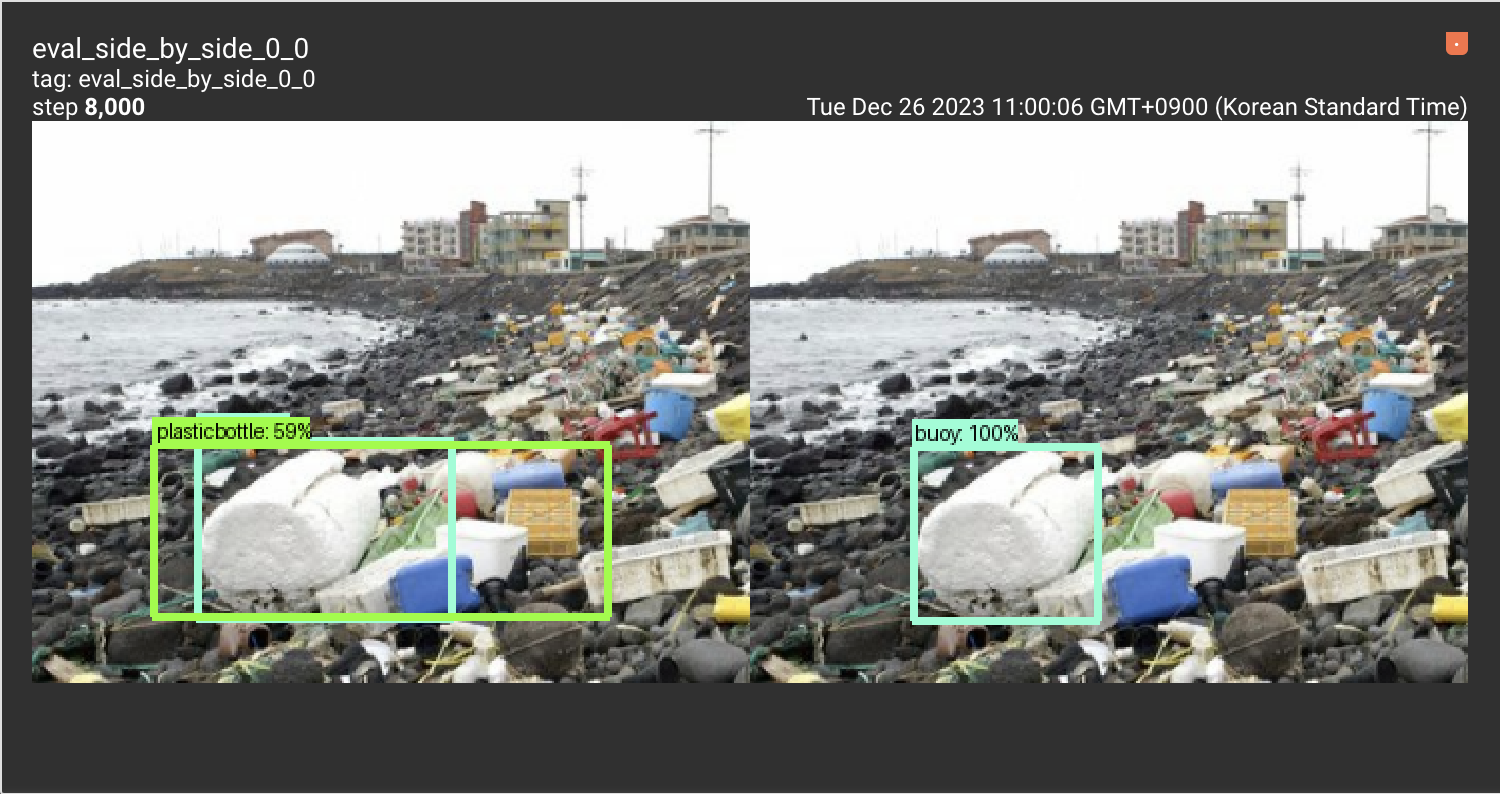 eval_side_by_side_0_0
tag: eval_side_by_side_0_0
step 8,000
Tue Dec 26 2023 11:00:06 GMT+0900 (Korean Standard Time)
plasticbottle: 59%
buoy: 100%